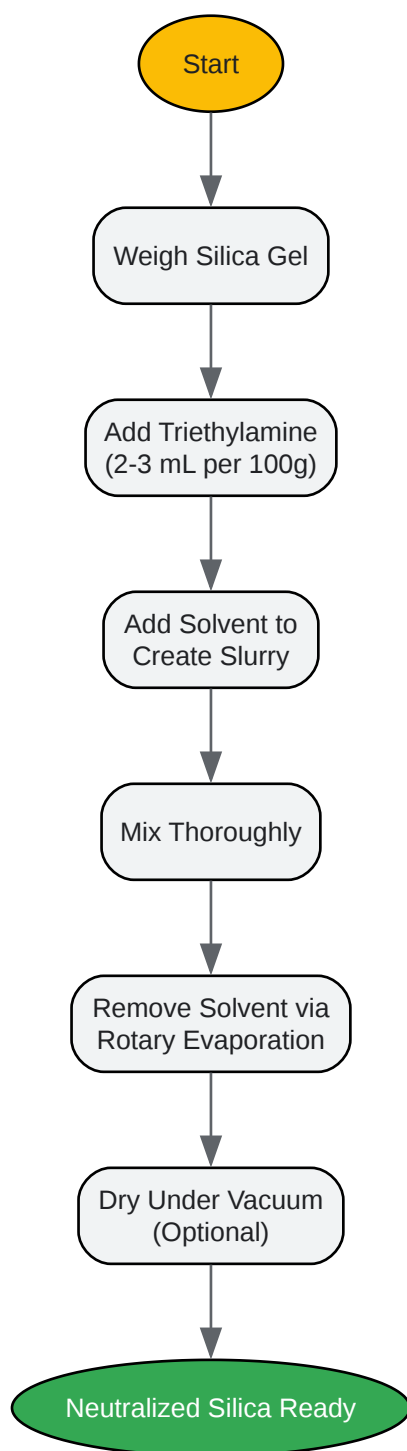 Start
Weigh Silica Gel
Add Triethylamine
(2-3 mL per 100g)
Add Solvent to
Create Slurry
Mix Thoroughly
Remove Solvent via
Rotary Evaporation
Dry Under Vacuum
(Optional)
Neutralized Silica Ready